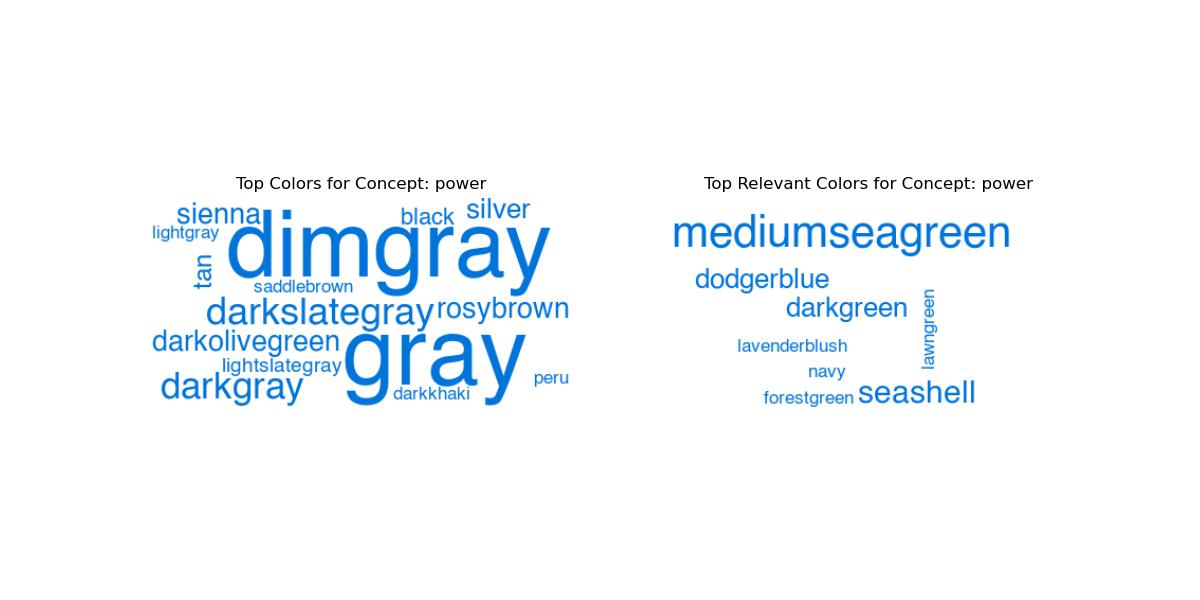 Top Colors for Concept: power
sienna
black
silver
lightgray
dimgray
tan
saddlebrown
darkslategray
rosybrown
darkolivegreen
gray
lightslategray
peru
darkgray
darkkhaki
Top Relevant Colors for Concept: power
mediumseagreen
dodgerblue
darkgreen
lawngreen
lavenderblush
navy
forestgreen
seashell